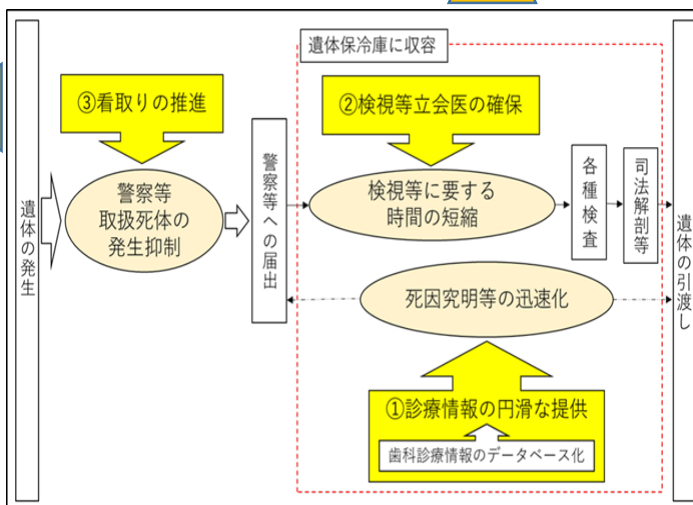 遺体保冷庫に収容
③看取りの推進
②検視等立会医の確保
遺体の発生
警察等
取扱死体の
発生抑制
警察等への届出
検視等に要する
時間の短縮
各種検査
司法解剖等
遺体の引渡し
死因究明等の迅速化
①診療情報の円滑な提供
歯科診療情報のデータベース化